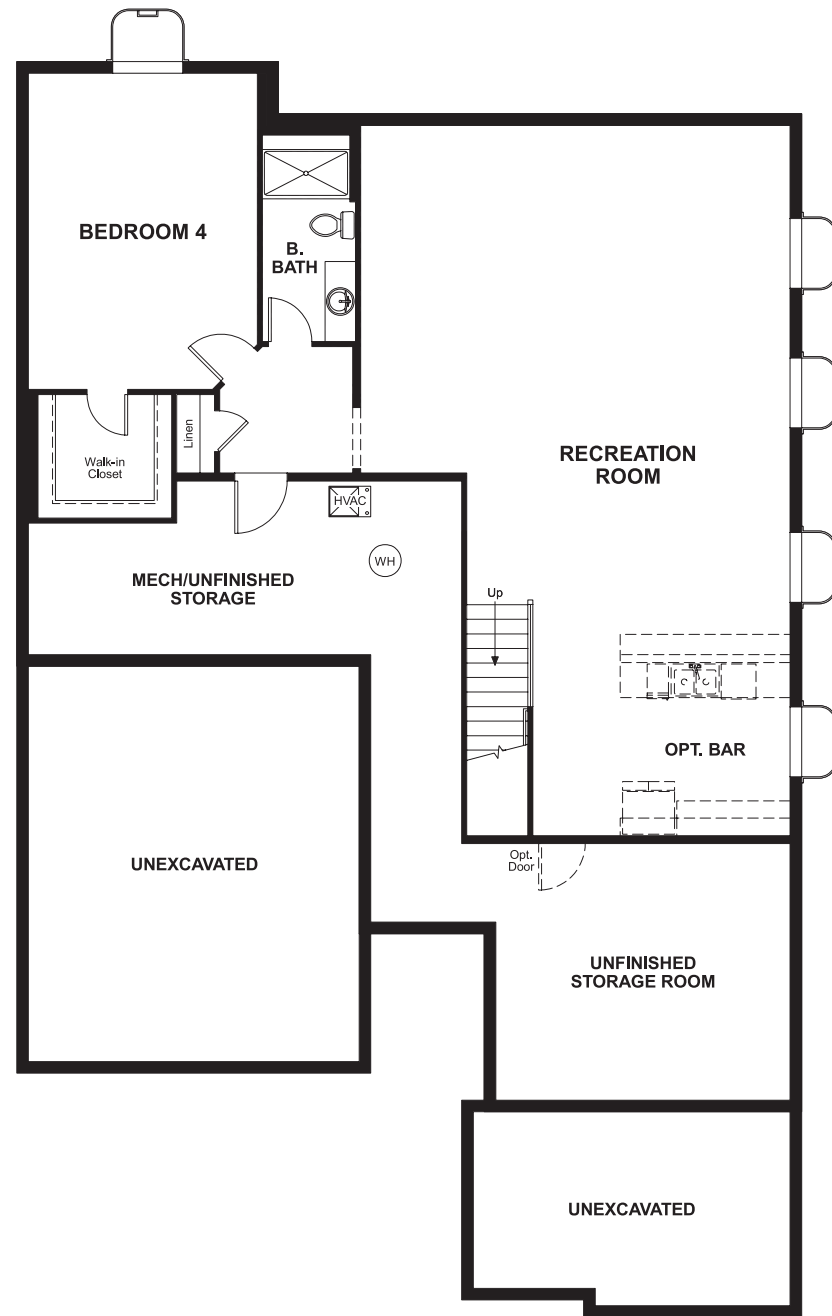 BEDROOM 4
B.
BATH
Linen
Walk-in
Closet
RECREATION
ROOM
HVAC
WH
MECH/UNFINISHED
STORAGE
Up
C C
OPT. BAR
UNEXCAVATED
Opt.
Door
UNFINISHED
STORAGE ROOM
UNEXCAVATED